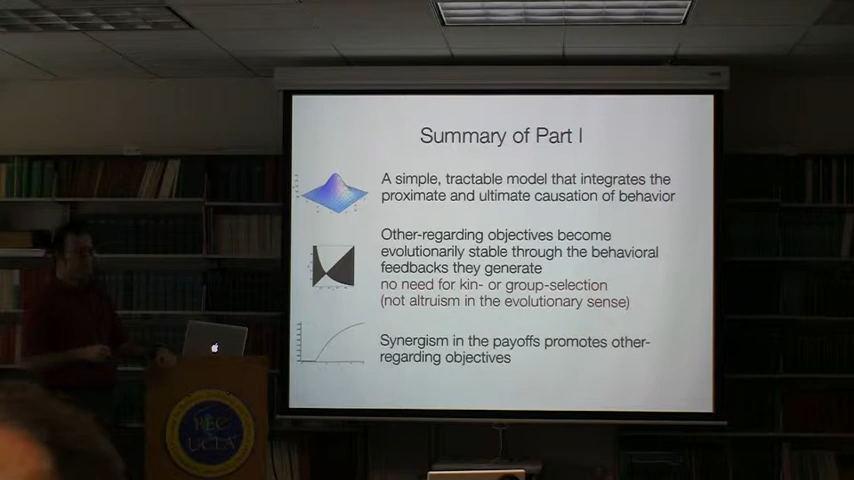 Summary of Part I
A simple, tractable model that integrates the
proximate and ultimate causation of behavior
Other-regarding objectives become
evolutionarily stable through the behavioral
feedbacks they generate
no need for kin- or group-selection
(not altruism in the evolutionary sense)
Synergism in the payoffs promotes other-
regarding objectives
BEC
UCLA